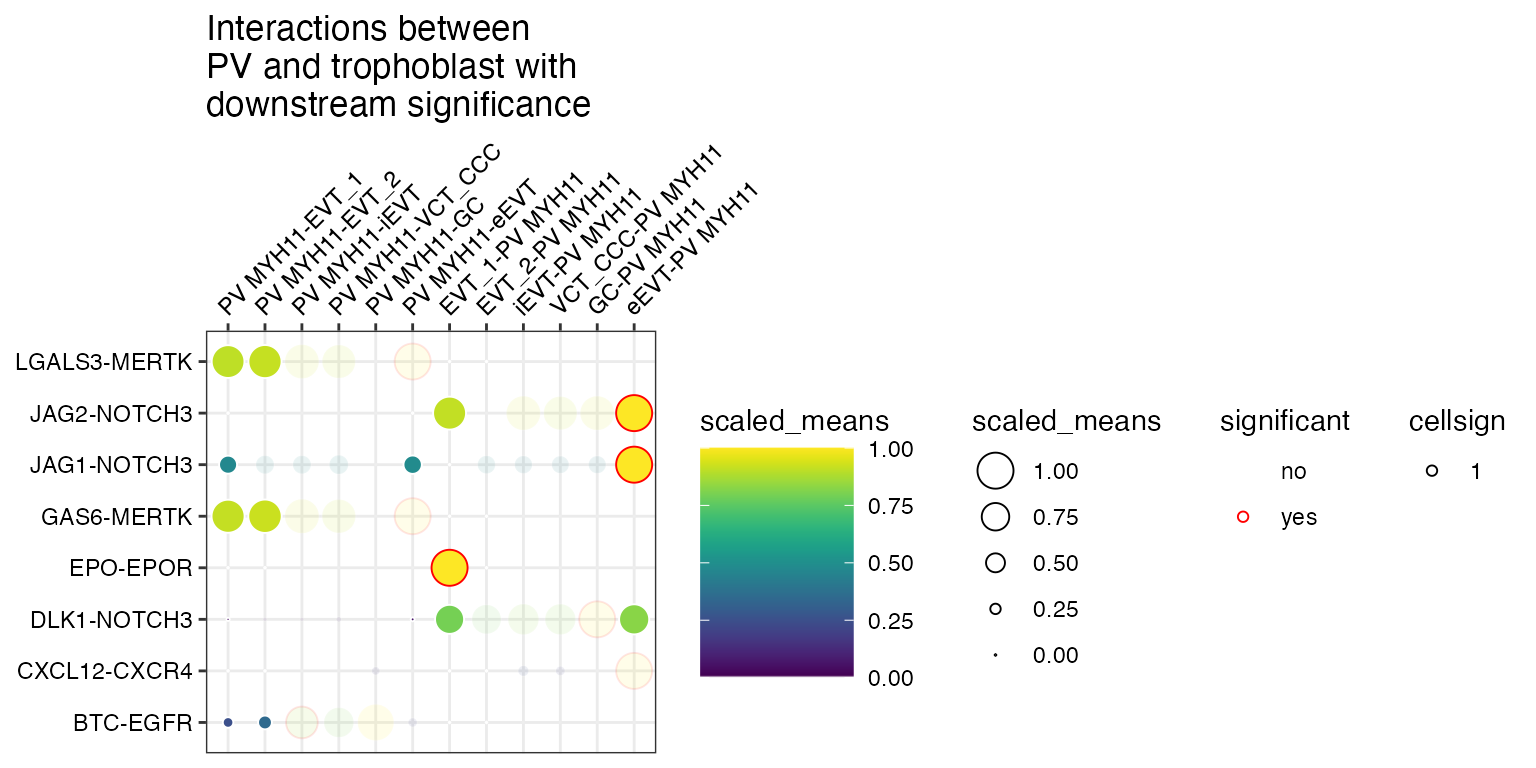 Interactions between
PV and trophoblast with
downstream significance
PV MYH11-EVT_1
PV MYH11-EVT_2
PV MYH11-iEVT
PV MYH11-VCT_CCC
PV MYH11-GC
PV MYH11-eEVT
EVT_1-PV MYH11
EVT_2-PV MYH11
iEVT-PV MYH11
VCT_CCC-PV MYH11
GC-PV MYH11
eEVT-PV MYH11
LGALS3-MERTK
JAG2-NOTCH3
JAG1-NOTCH3
GAS6-MERTK
EPO-EPOR
DLK1-NOTCH3
CXCL12-CXCR4
BTC-EGFR
scaled_means
1.00
0.75
0.50
0.25
0.00
scaled_means
1.00
0.75
0.50
0.25
0.00
significant
no
yes
cellsign
1